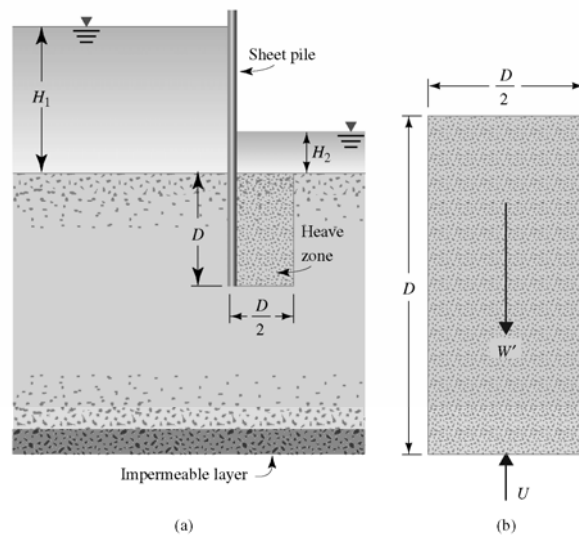 Sheet pile
H₁
H₂
D
Heave
zone
D
2
Impermeable layer
(a)
D
2
D
W′
U
(b)